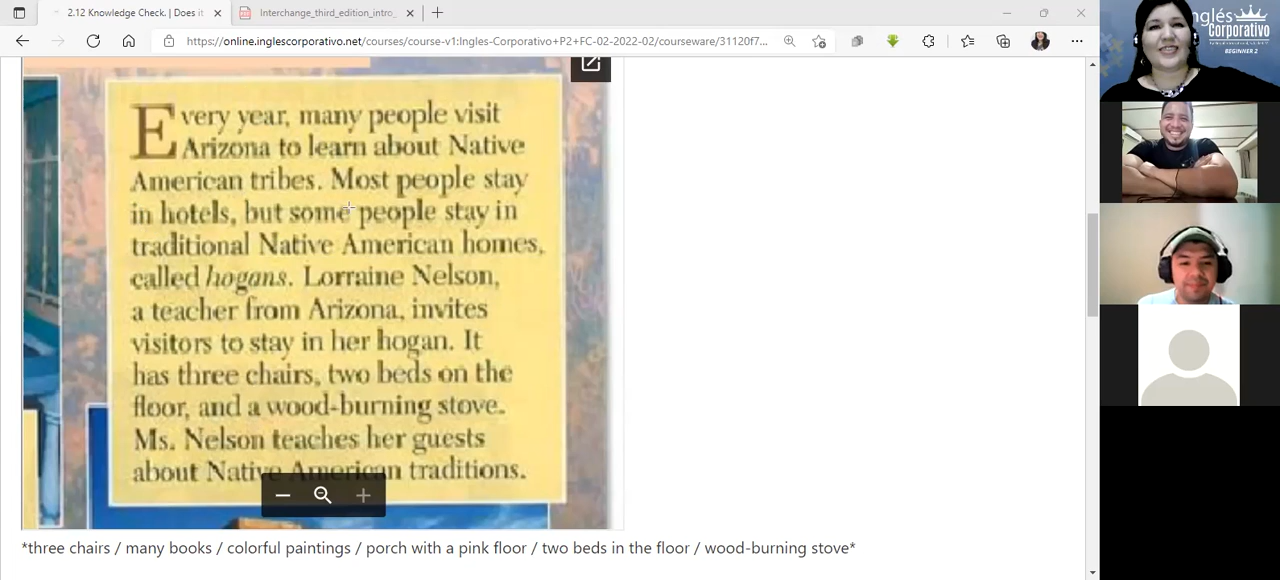 2.12 Knowledge Check. | Does it
Interchange_third_edition_intro_
https://online.inglescorporativo.net/courses/course-v1:Ingles-Corporativo+P2+FC-02-2022-02/courseware/31120f7...
Every year, many people visit
Arizona to learn about Native
American tribes. Most people stay
in hotels, but some people stay in
traditional Native American homes,
called hogans. Lorraine Nelson,
a teacher from Arizona, invites
visitors to stay in her hogan. It
has three chairs, two beds on the
floor, and a wood-burning stove.
Ms. Nelson teaches her guests
about Native American traditions.
*three chairs / many books / colorful paintings / porch with a pink floor / two beds in the floor / wood-burning stove*
Inglés
Corporativo
BEGINNER 2